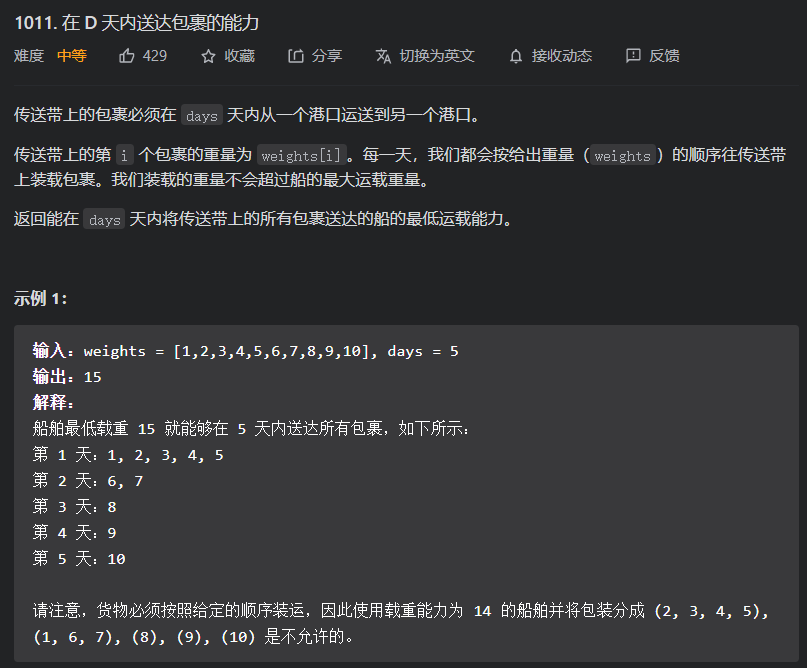 1011. 在 D 天内送达包裹的能力
难度 中等 429 收藏 分享 切换为英文 接收动态 反馈
传送带上的包裹必须在 days 天内从一个港口运送到另一个港口。
传送带上的第 i 个包裹的重量为 weights[i]。每一天，我们都会按给出重量（weights）的顺序往传送带
上装载包裹。我们装载的重量不会超过船的最大运载重量。
返回能在 days 天内将传送带上的所有包裹送达的船的最低运载能力。
示例 1：
输入：weights = [1,2,3,4,5,6,7,8,9,10], days = 5
输出：15
解释：
船舶最低载重 15 就能够在 5 天内送达所有包裹，如下所示：
第 1 天：1, 2, 3, 4, 5
第 2 天：6, 7
第 3 天：8
第 4 天：9
第 5 天：10
请注意，货物必须按照给定的顺序装运，因此使用载重能力为 14 的船舶并将包装分成 (2, 3, 4, 5),
(1, 6, 7), (8), (9), (10) 是不允许的。